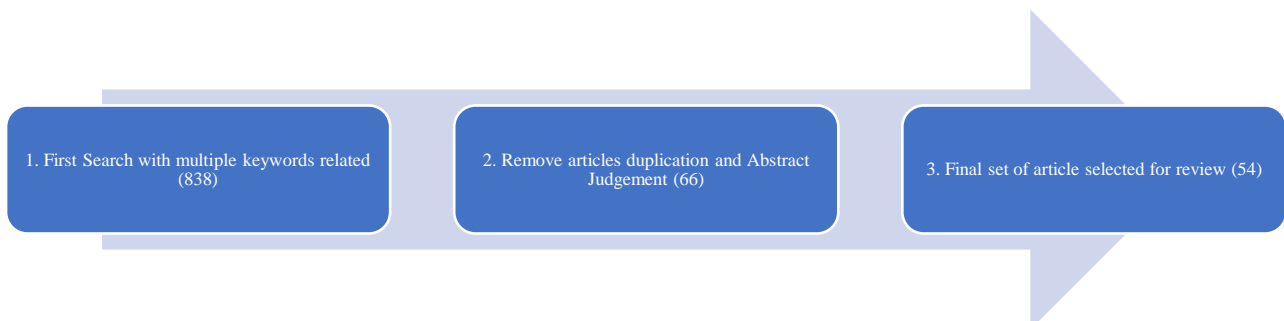 1. First Search with multiple keywords related
(838)
2. Remove articles duplication and Abstract
Judgement (66)
3. Final set of article selected for review (54)